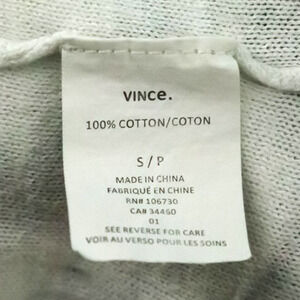 VINCE.
100% COTTON/COTON
S / P
MADE IN CHINA
FABRIQUÉ EN CHINE
RN# 106730
CA# 34460
01
SEE REVERSE FOR CARE
VOIR AU VERSO POUR LES SOINS